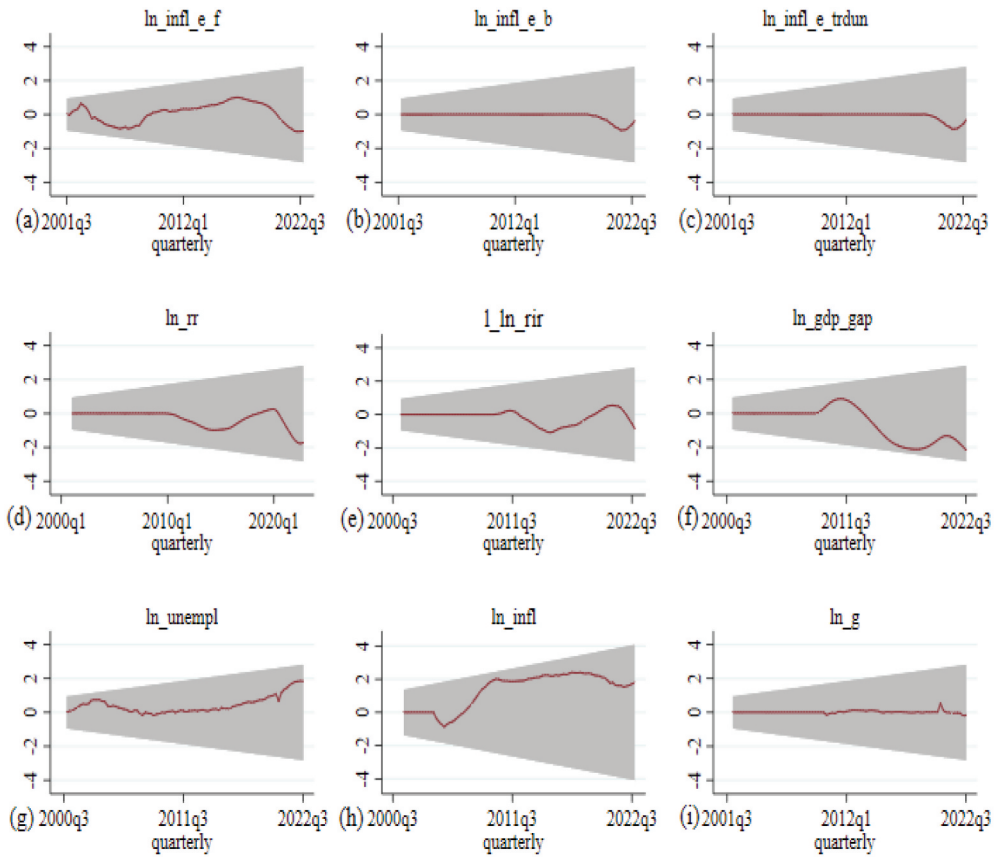 ln_infl_e_f
4
2
0
-2
-4
(a) 2001q3 2012q1 2022q3
quarterly
ln_infl_e_b
4
2
0
-2
-4
(b) 2001q3 2012q1 2022q3
quarterly
ln_infl_e_trdun
4
2
0
-2
-4
(c) 2001q3 2012q1 2022q3
quarterly
ln_rr
4
2
0
-2
-4
(d) 2000q1 2010q1 2020q1
quarterly
l_ln_rir
4
2
0
-2
-4
(e) 2000q3 2011q3 2022q3
quarterly
ln_gdp_gap
4
2
0
-2
-4
(f) 2000q3 2011q3 2022q3
quarterly
ln_unempl
4
2
0
-2
-4
(g) 2000q3 2011q3 2022q3
quarterly
ln_infl
4
2
0
-2
-4
(h) 2000q3 2011q3 2022q3
quarterly
ln_g
4
2
0
-2
-4
(i) 2001q3 2012q1 2022q3
quarterly